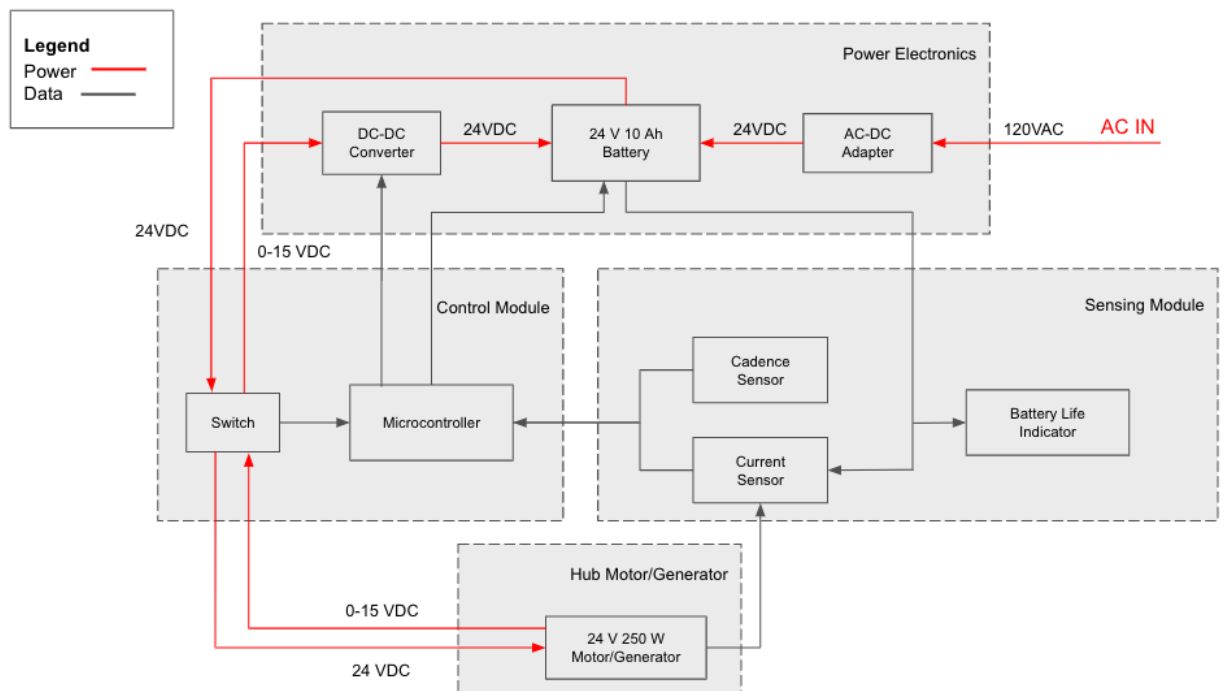 Legend
Power
Data
Power Electronics
DC-DC
Converter
24VDC
24 V 10 Ah
Battery
24VDC
AC-DC
Adapter
120VAC
AC IN
24VDC
0-15 VDC
Control Module
Switch
Microcontroller
Sensing Module
Cadence
Sensor
Current
Sensor
Battery Life
Indicator
Hub Motor/Generator
0-15 VDC
24 VDC
24 V 250 W
Motor/Generator